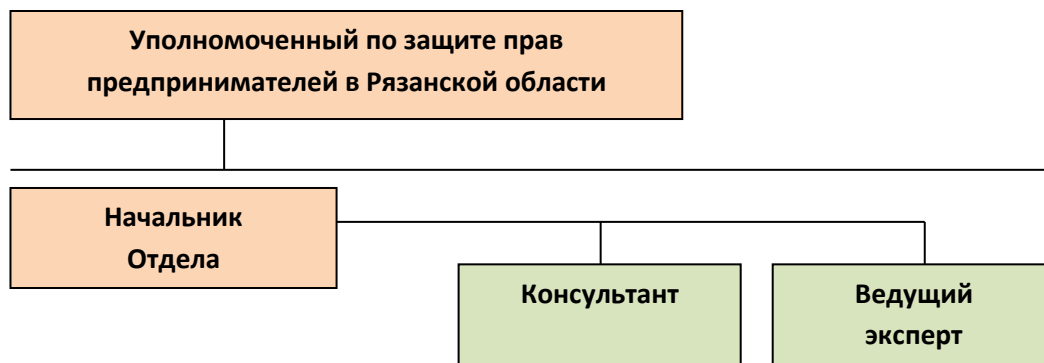 Уполномоченный по защите прав
предпринимателей в Рязанской области
Начальник
Отдела
Консультант
Ведущий
эксперт